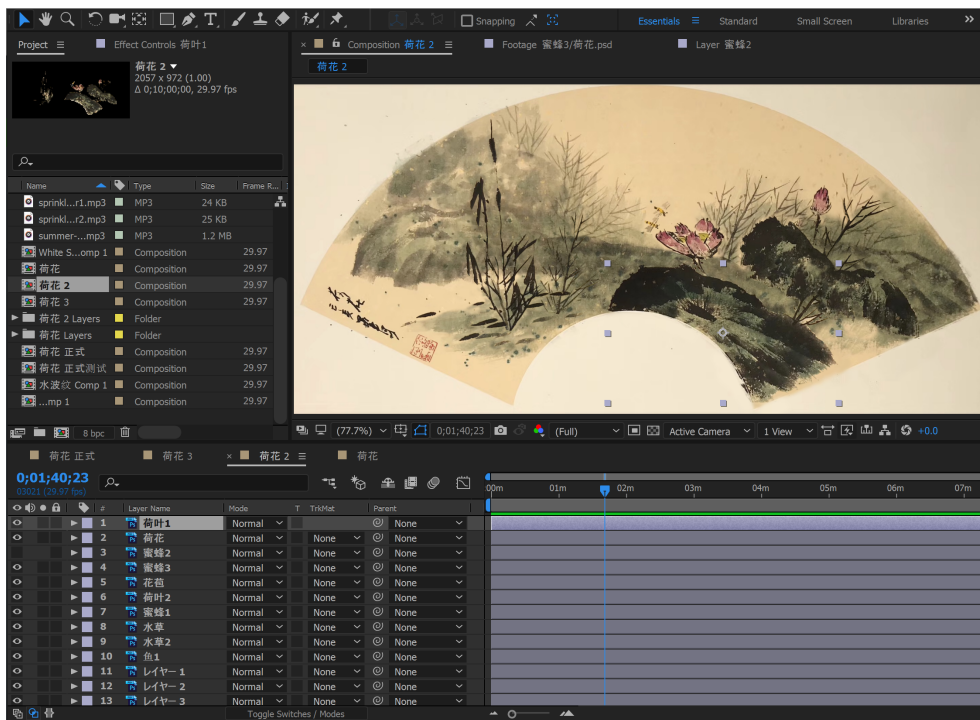 Snapping
Essentials
Standard
Small Screen
Libraries
»
Project
Effect Controls 荷叶1
× Composition 荷花 2
Footage 蜜蜂3/荷花.psd
Layer 蜜蜂2
荷花 2
荷花 2
2057 x 972 (1.00)
Δ 0;10;00;00, 29.97 fps
Name Type Size Frame R...
sprinkl...r1.mp3 MP3 24 KB
sprinkl...r2.mp3 MP3 25 KB
summer-...mp3 MP3 1.2 MB
White S...omp 1 Composition 29.97
荷花 Composition 29.97
荷花 2 Composition 29.97
荷花 3 Composition 29.97
荷花 2 Layers Folder
荷花 Layers Folder
荷花 正式 Composition 29.97
荷花 正式测试 Composition 29.97
水波纹 Comp 1 Composition 29.97
...mp 1 Composition 29.97
8 bpc
(77.7%) 0;01;40;23 (Full) Active Camera 1 View +0.0
荷花 正式
荷花 3
× 荷花 2
荷花
0;01;40;23
03021 (29.97 fps)
00m 01m 02m 03m 04m 05m 06m 07m
# Layer Name Mode T TrkMat Parent
1 荷叶1 Normal None
2 荷花 Normal None None
3 蜜蜂2 Normal None None
4 蜜蜂3 Normal None None
5 花苞 Normal None None
6 荷叶2 Normal None None
7 蜜蜂1 Normal None None
8 水草 Normal None None
9 水草2 Normal None None
10 鱼1 Normal None None
11 レイヤー 1 Normal None None
12 レイヤー 2 Normal None None
13 レイヤー 3 Normal None None
Toggle Switches / Modes